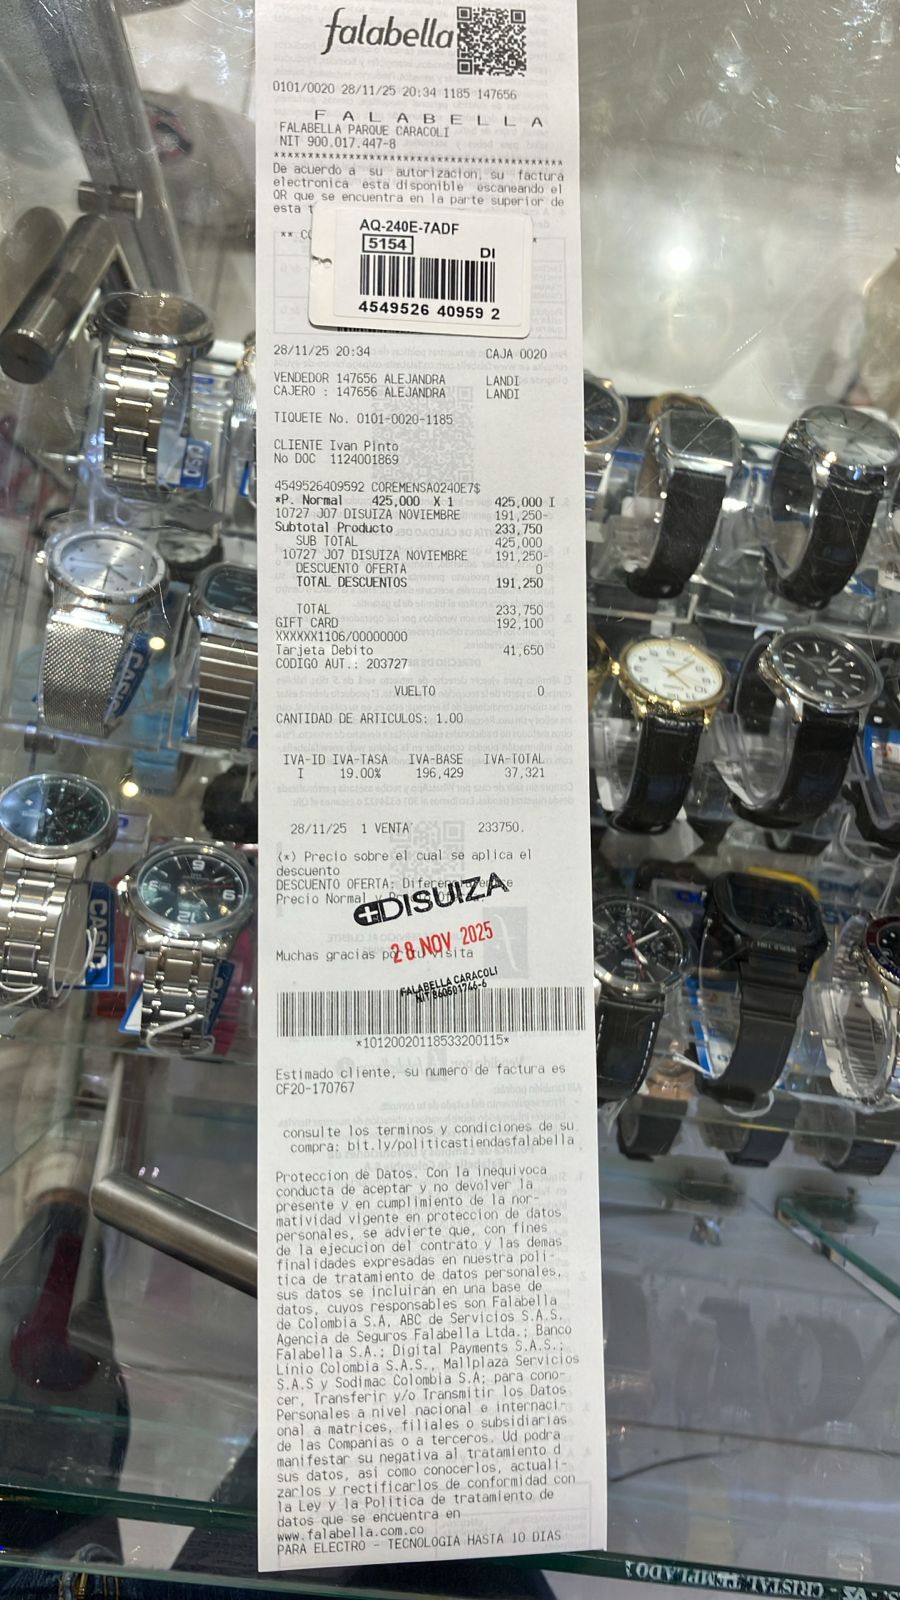 falabella
0101/0020 28/11/25 20:34 1185 147656
F A L A B E L L A
FALABELLA PARQUE CARACOLI
NIT 900.017.447-8
******************************************
De acuerdo a su autorizacion, su factura
electronica esta disponible escaneando el
QR que se encuentra en la parte superior de
esta
** CO
AQ-240E-7ADF
5154
DI
4549526 40959 2
28/11/25 20:34 CAJA 0020
VENDEDOR 147656 ALEJANDRA LANDI
CAJERO : 147656 ALEJANDRA LANDI
TIQUETE No. 0101-0020-1185
CLIENTE Ivan Pinto
No DOC 1124001869
4549526409592 COREMENSA0240E7$
*P. Normal 425,000 X 1 425,000 I
10727 J07 DISUIZA NOVIEMBRE 191,250-
Subtotal Producto 233,750
SUB TOTAL 425,000
10727 J07 DISUIZA NOVIEMBRE 191,250-
DESCUENTO OFERTA 0
TOTAL DESCUENTOS 191,250
TOTAL 233,750
GIFT CARD 192,100
XXXXXX1106/00000000
Tarjeta Debito 41,650
CODIGO AUT.: 203727
VUELTO 0
CANTIDAD DE ARTICULOS: 1.00
IVA-ID IVA-TASA IVA-BASE IVA-TOTAL
I 19.00% 196,429 37,321
28/11/25 1 VENTA 233750.
(*) Precio sobre el cual se aplica el
descuento
DESCUENTO OFERTA: Diferencia entre
Precio Normal
DISUIZA
28 NOV 2025
Muchas gracias por tu visita
FALABELLA CARACOLI
NIT 860501746-6
*10120020118533200115*
Estimado cliente, su numero de factura es
CF20-170767
consulte los terminos y condiciones de su
compra: bit.ly/politicastiendasfalabella
Proteccion de Datos. Con la inequivoca
conducta de aceptar y no devolver la
presente y en cumplimiento de la nor-
matividad vigente en proteccion de datos
personales, se advierte que, con fines
de la ejecucion del contrato y las demas
finalidades expresadas en nuestra poli-
tica de tratamiento de datos personales,
sus datos se incluiran en una base de
datos, cuyos responsables son Falabella
de Colombia S.A, ABC de Servicios S.A.S,
Agencia de Seguros Falabella Ltda.; Banco
Falabella S.A.; Digital Payments S.A.S.;
Linio Colombia S.A.S., Mallplaza Servicios
S.A.S y Sodimac Colombia S.A; para cono-
cer, Transferir y/o Transmitir los Datos
Personales a nivel nacional e internaci-
onal a matrices, filiales o subsidiarias
de las Companias o a terceros. Ud podra
manifestar su negativa al tratamiento d
sus datos, asi como conocerlos, actuali-
zarlos y rectificarlos de conformidad con
la Ley y la Politica de tratamiento de
datos que se encuentra en
www.falabella.com.co
PARA ELECTRO - TECNOLOGIA HASTA 10 DIAS
CASIO
CASIO
CASIO
CRISTAL TEMPLADO